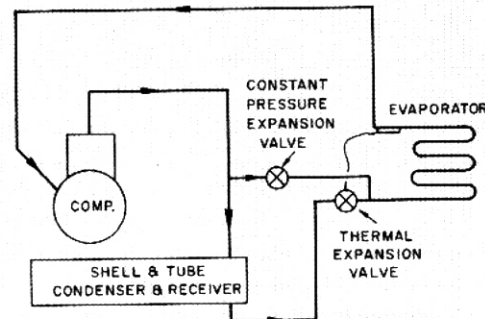 CONSTANT
PRESSURE
EXPANSION
VALVE
EVAPORATOR
COMP.
THERMAL
EXPANSION
VALVE
SHELL & TUBE
CONDENSER & RECEIVER